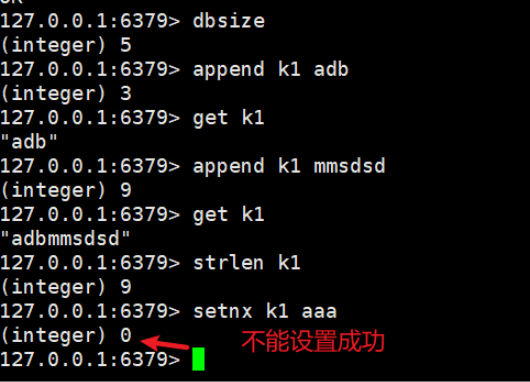 127.0.0.1:6379> dbsize
(integer) 5
127.0.0.1:6379> append k1 adb
(integer) 3
127.0.0.1:6379> get k1
"adb"
127.0.0.1:6379> append k1 mmsdsd
(integer) 9
127.0.0.1:6379> get k1
"adbmmsdsd"
127.0.0.1:6379> strlen k1
(integer) 9
127.0.0.1:6379> setnx k1 aaa
(integer) 0 不能设置成功
127.0.0.1:6379>